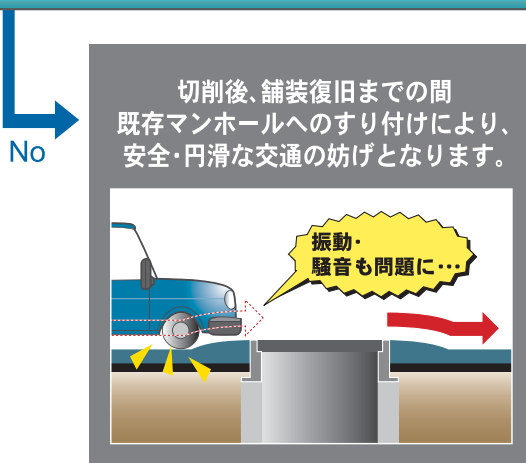 No
切削後、舗装復旧までの間
既存マンホールへのすり付けにより、
安全・円滑な交通の妨げとなります。
振動・
騒音も問題に…